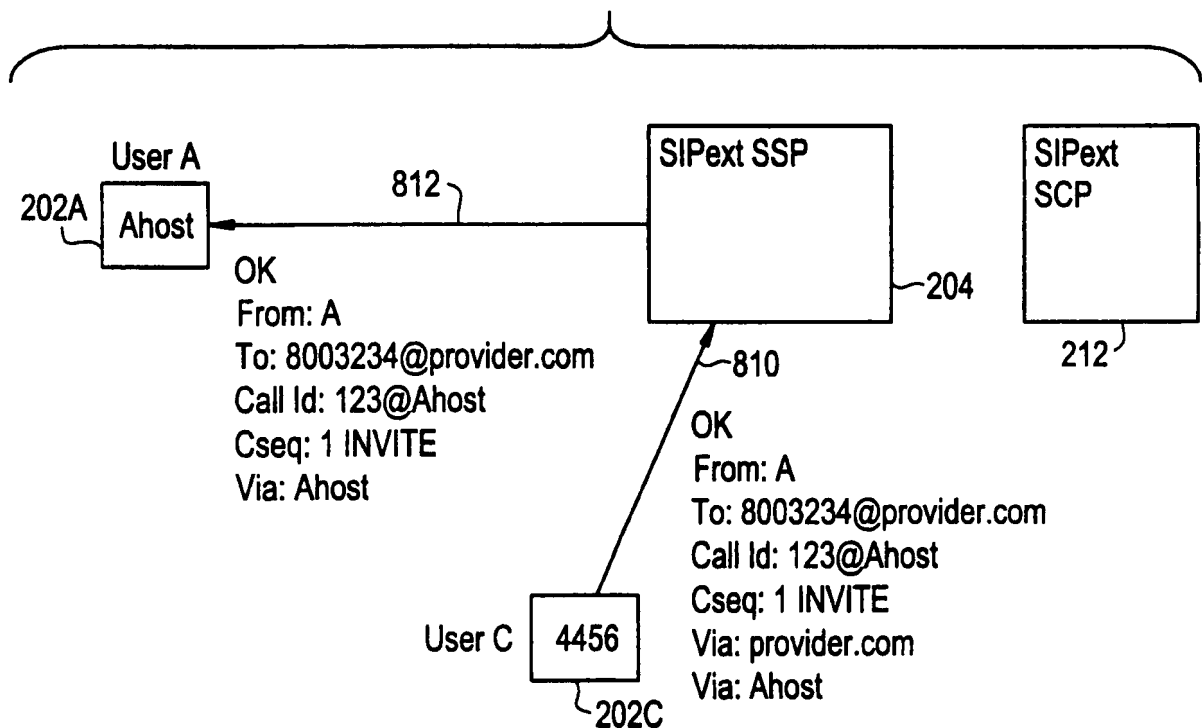 User A
202A
Ahost
812
OK
From: A
To: 8003234@provider.com
Call Id: 123@Ahost
Cseq: 1 INVITE
Via: Ahost
SIPext SSP
204
SIPext
SCP
212
810
OK
From: A
To: 8003234@provider.com
Call Id: 123@Ahost
Cseq: 1 INVITE
Via: provider.com
Via: Ahost
User C
4456
202C